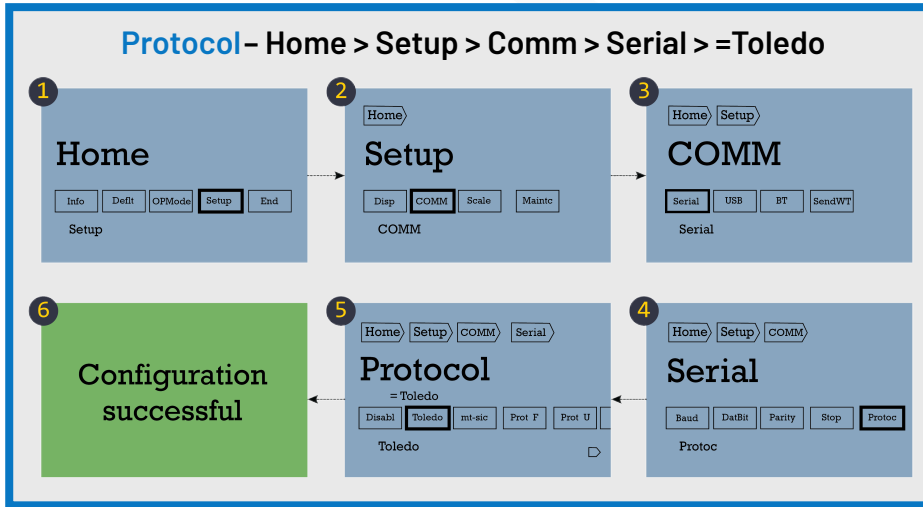 Protocol – Home > Setup > Comm > Serial > =Toledo
1
Home
Info Deflt OPMode Setup End
Setup
2
Home
Setup
Disp COMM Scale Maintc
COMM
3
Home Setup
COMM
Serial USB BT SendWT
Serial
4
Home Setup COMM
Serial
Baud DatBit Parity Stop Protoc
Protoc
5
Home Setup COMM Serial
Protocol
= Toledo
Disabl Toledo mt-sic Prot F Prot U
Toledo
6
Configuration
successful